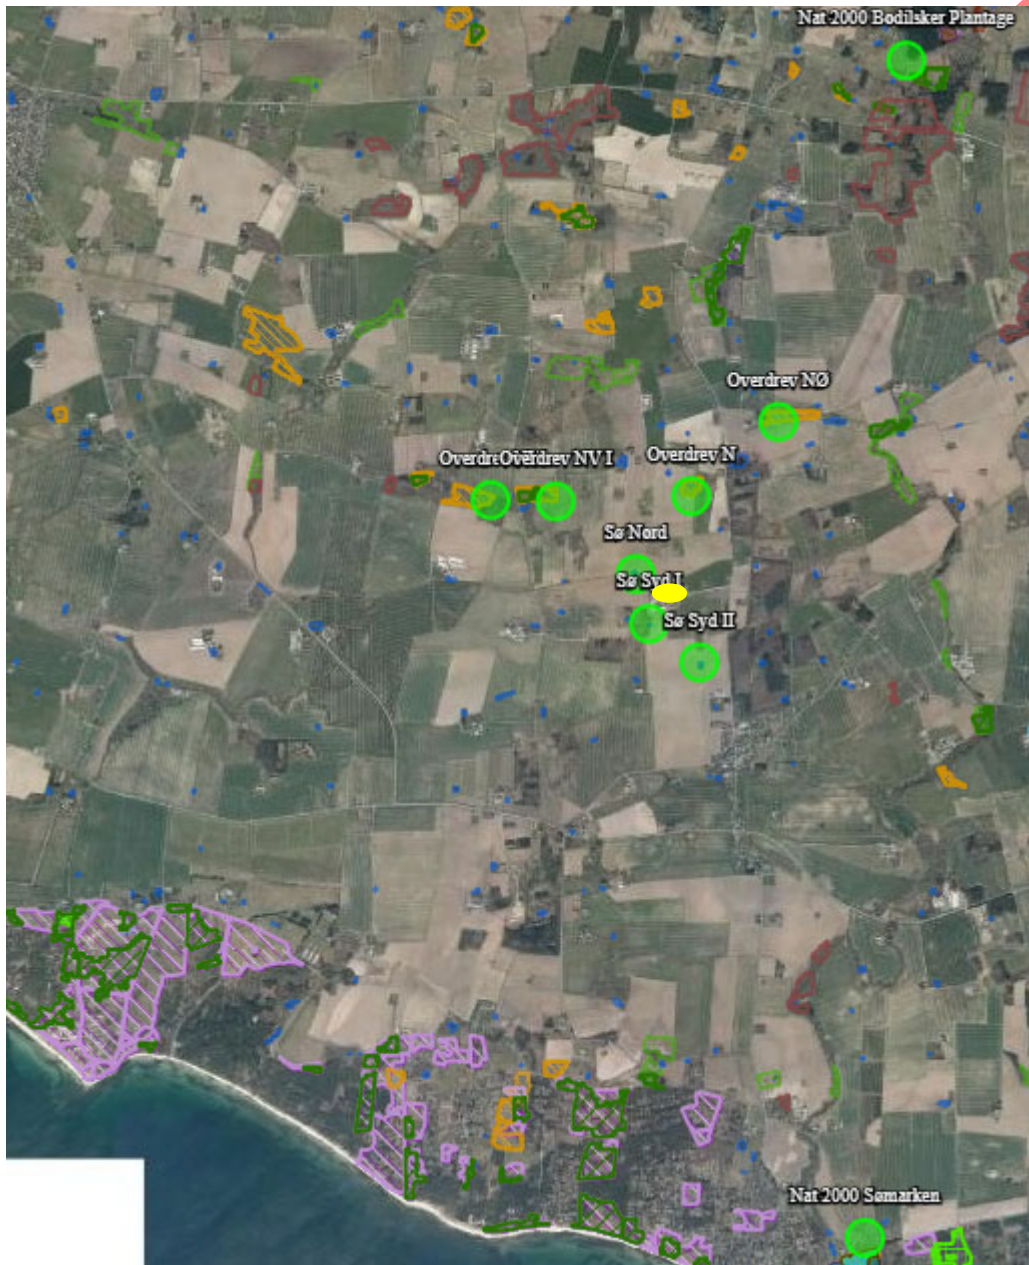 Nat 2000 Bodilsker Plantage
Overdrev NØ
Overdrev NV I
Overdrev N
Sø Nord
Sø Syd I
Sø Syd II
Nat 2000 Sømarken